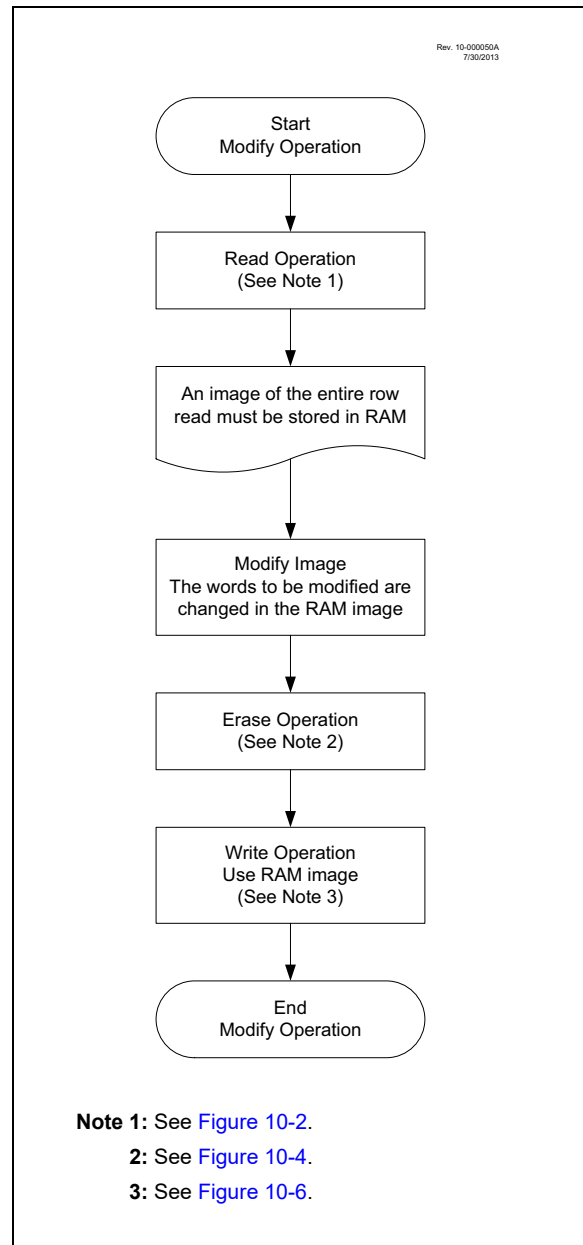 Rev. 10-000050A
7/30/2013
Start
Modify Operation
Read Operation
(See Note 1)
An image of the entire row
read must be stored in RAM
Modify Image
The words to be modified are
changed in the RAM image
Erase Operation
(See Note 2)
Write Operation
Use RAM image
(See Note 3)
End
Modify Operation
Note 1: See Figure 10-2.
2: See Figure 10-4.
3: See Figure 10-6.